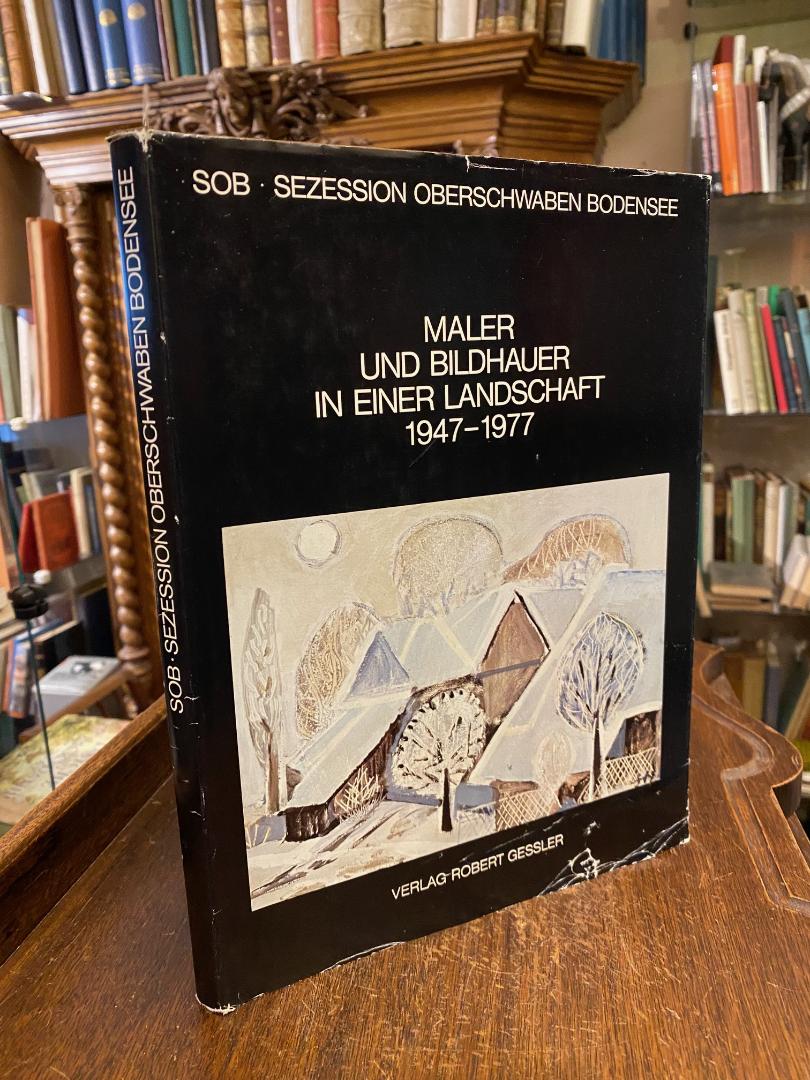 SOB · SEZESSION OBERSCHWABEN BODENSEE
MALER
UND BILDHAUER
IN EINER LANDSCHAFT
1947–1977
VERLAG ROBERT GESSLER
SOB · SEZESSION OBERSCHWABEN BODENSEE